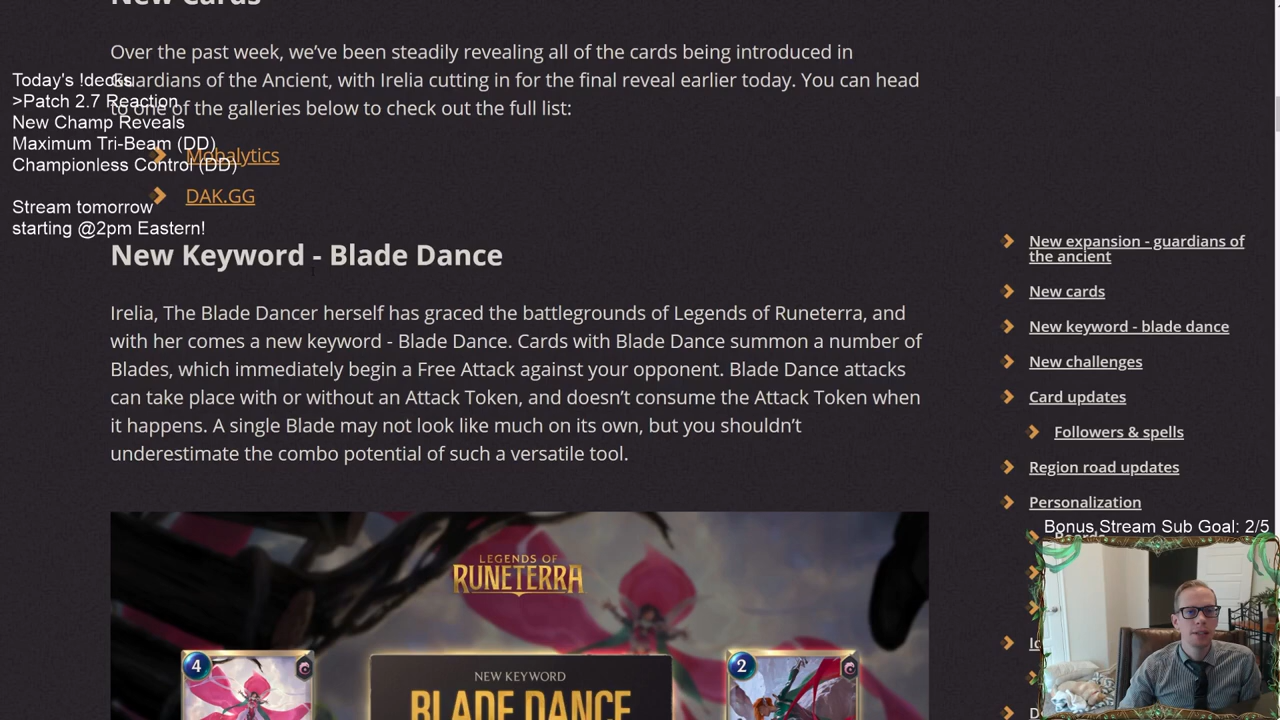 New Cards
Over the past week, we've been steadily revealing all of the cards being introduced in
Guardians of the Ancient, with Irelia cutting in for the final reveal earlier today. You can head
to one of the galleries below to check out the full list:
Mobalytics
DAK.GG
Today's !decks
>Patch 2.7 Reaction
New Champ Reveals
Maximum Tri-Beam (DD)
Championless Control (DD)
Stream tomorrow
starting @2pm Eastern!
New Keyword - Blade Dance
Irelia, The Blade Dancer herself has graced the battlegrounds of Legends of Runeterra, and
with her comes a new keyword - Blade Dance. Cards with Blade Dance summon a number of
Blades, which immediately begin a Free Attack against your opponent. Blade Dance attacks
can take place with or without an Attack Token, and doesn't consume the Attack Token when
it happens. A single Blade may not look like much on its own, but you shouldn't
underestimate the combo potential of such a versatile tool.
LEGENDS OF
RUNETERRA
4
NEW KEYWORD
BLADE DANCE
2
New expansion - guardians of
the ancient
New cards
New keyword - blade dance
New challenges
Card updates
Followers & spells
Region road updates
Personalization
Bonus Stream Sub Goal: 2/5